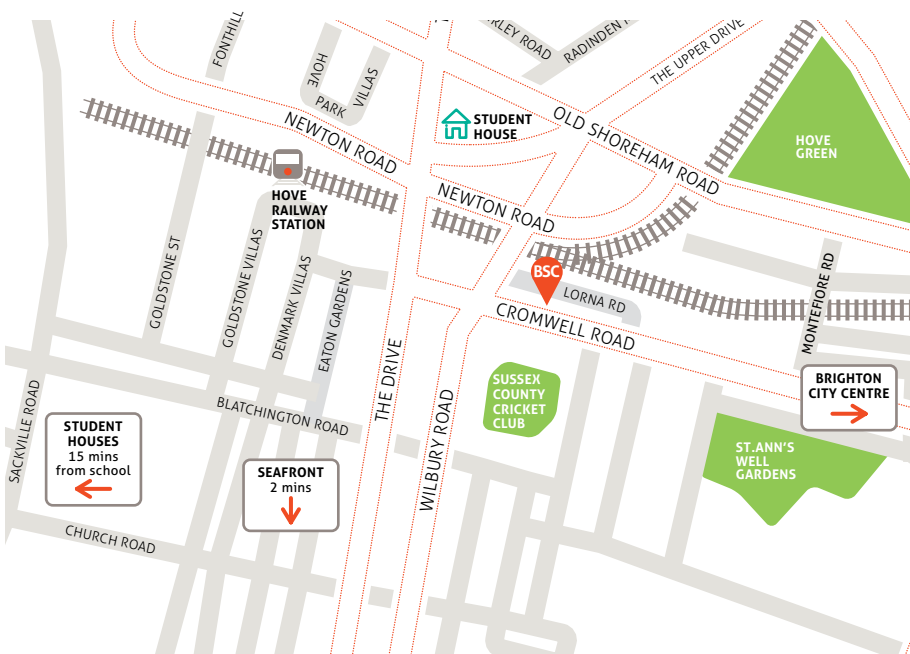 FONTHILL
HOVE
PARK
VILLAS
RADINDEN
ROAD
THE UPPER DRIVE
STUDENT
HOUSE
OLD SHOREHAM ROAD
HOVE
GREEN
NEWTON ROAD
HOVE
RAILWAY
STATION
NEWTON ROAD
GOLDSTONE ST
GOLDSTONE VILLAS
DENMARK VILLAS
EATON GARDENS
BSC
LORNA RD
CROMWELL ROAD
MONTEFIORE RD
THE DRIVE
WILBURY ROAD
SUSSEX
COUNTY
CRICKET
CLUB
BRIGHTON
CITY CENTRE
SACKVILLE ROAD
BLATCHINGTON ROAD
STUDENT
HOUSES
15 mins
from school
SEAFRONT
2 mins
ST.ANN'S
WELL
GARDENS
CHURCH ROAD